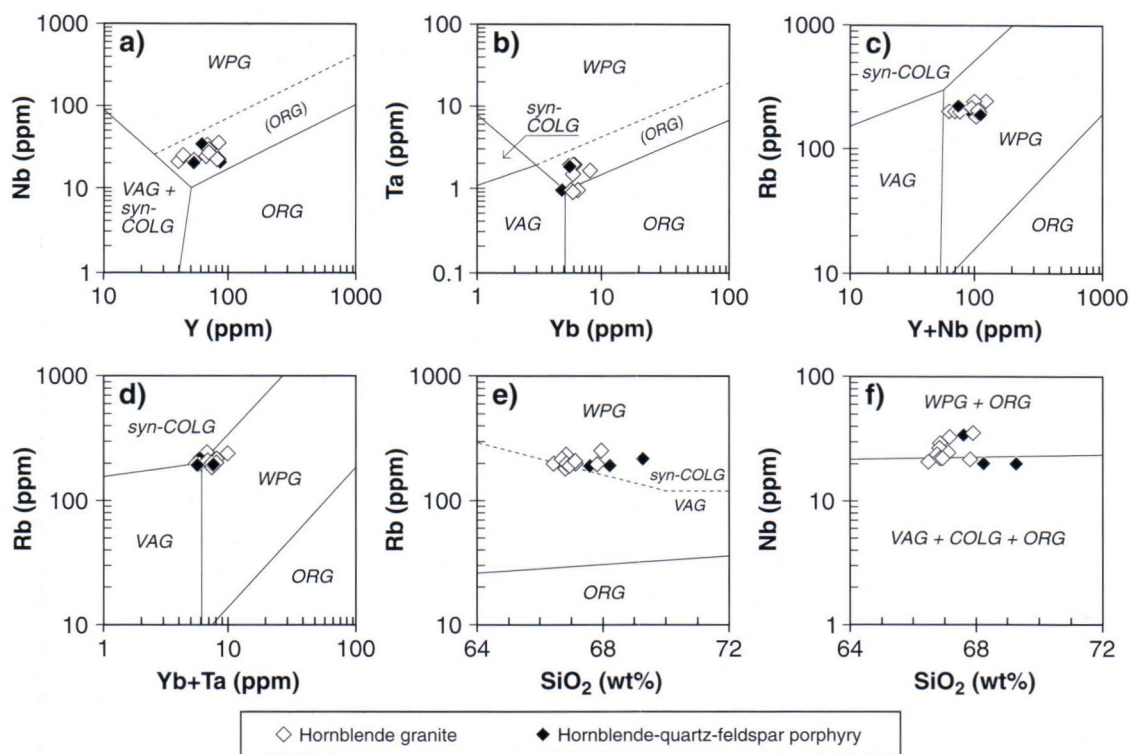 a)
1000
100
10
1
Nb (ppm)
WPG
(ORG)
VAG +
syn-
COLG
ORG
10
100
1000
Y (ppm)
b)
100
10
1
0.1
Ta (ppm)
WPG
syn-
COLG
(ORG)
VAG
ORG
1
10
100
Yb (ppm)
c)
1000
100
10
Rb (ppm)
syn-COLG
WPG
VAG
ORG
10
100
1000
Y+Nb (ppm)
d)
1000
100
10
Rb (ppm)
syn-COLG
WPG
VAG
ORG
1
10
100
Yb+Ta (ppm)
e)
1000
100
10
Rb (ppm)
WPG
syn-COLG
VAG
ORG
64
68
72
SiO2 (wt%)
f)
100
10
1
Nb (ppm)
WPG + ORG
VAG + COLG + ORG
64
68
72
SiO2 (wt%)
Hornblende granite
Hornblende-quartz-feldspar porphyry